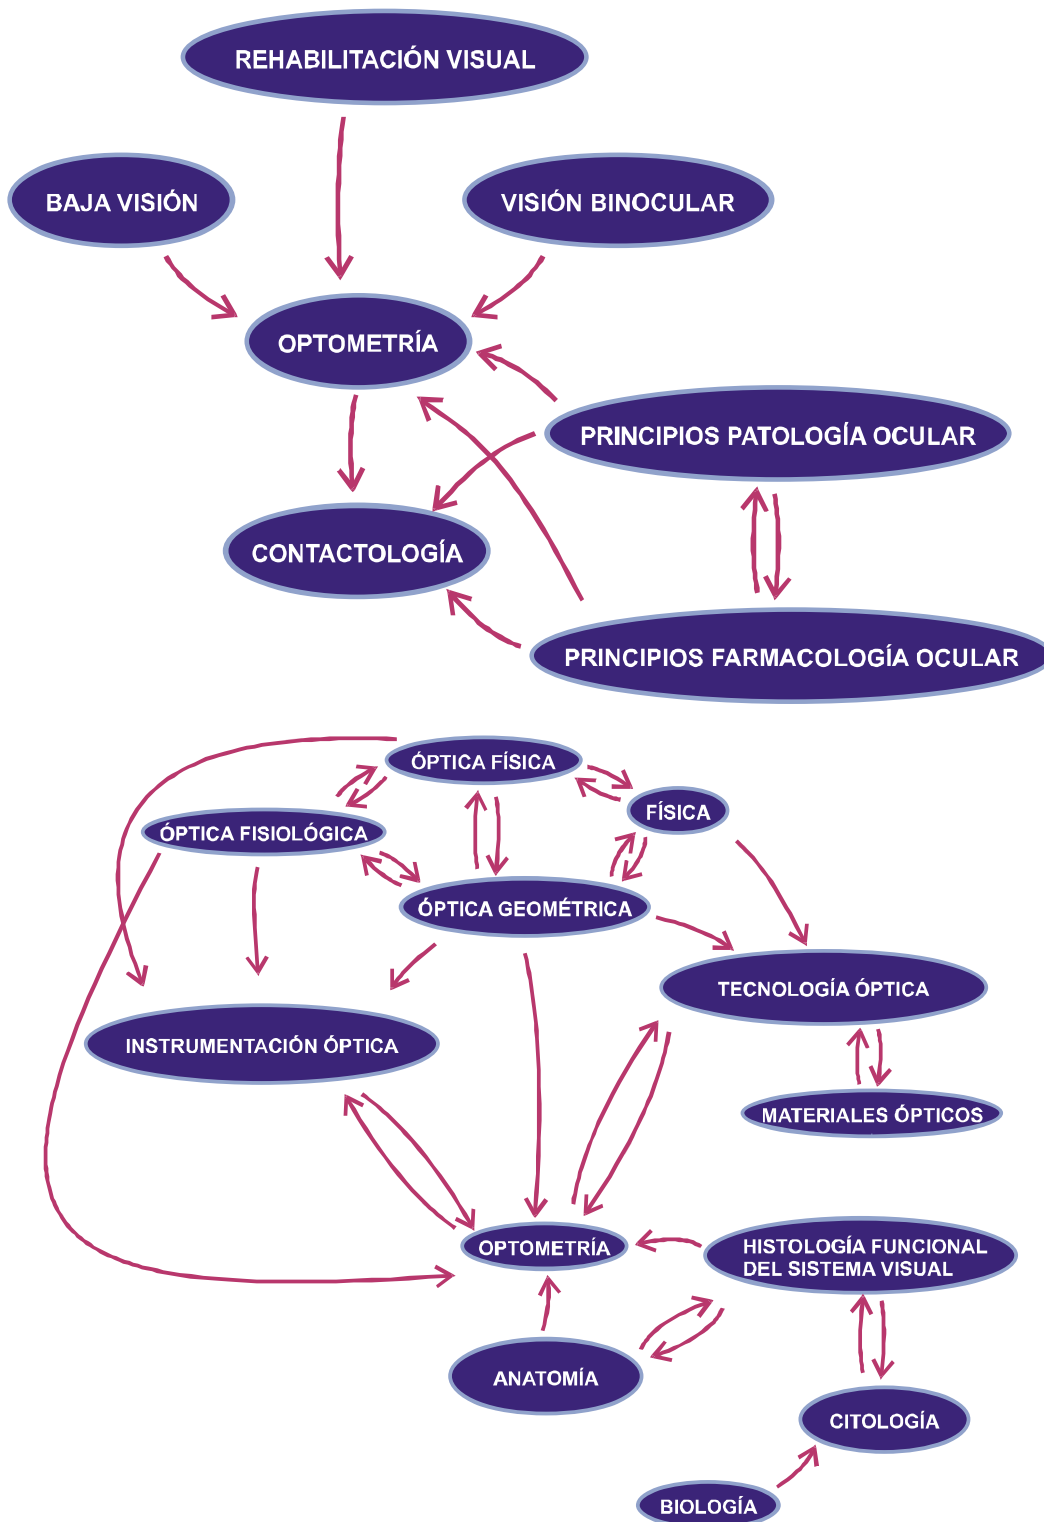 REHABILITACIÓN VISUAL
BAJA VISIÓN
VISIÓN BINOCULAR
OPTOMETRÍA
PRINCIPIOS PATOLOGÍA OCULAR
CONTACTOLOGÍA
PRINCIPIOS FARMACOLOGÍA OCULAR
ÓPTICA FÍSICA
FÍSICA
ÓPTICA FISIOLÓGICA
ÓPTICA GEOMÉTRICA
TECNOLOGÍA ÓPTICA
INSTRUMENTACIÓN ÓPTICA
MATERIALES ÓPTICOS
OPTOMETRÍA
HISTOLOGÍA FUNCIONAL
DEL SISTEMA VISUAL
ANATOMÍA
CITOLOGÍA
BIOLOGÍA